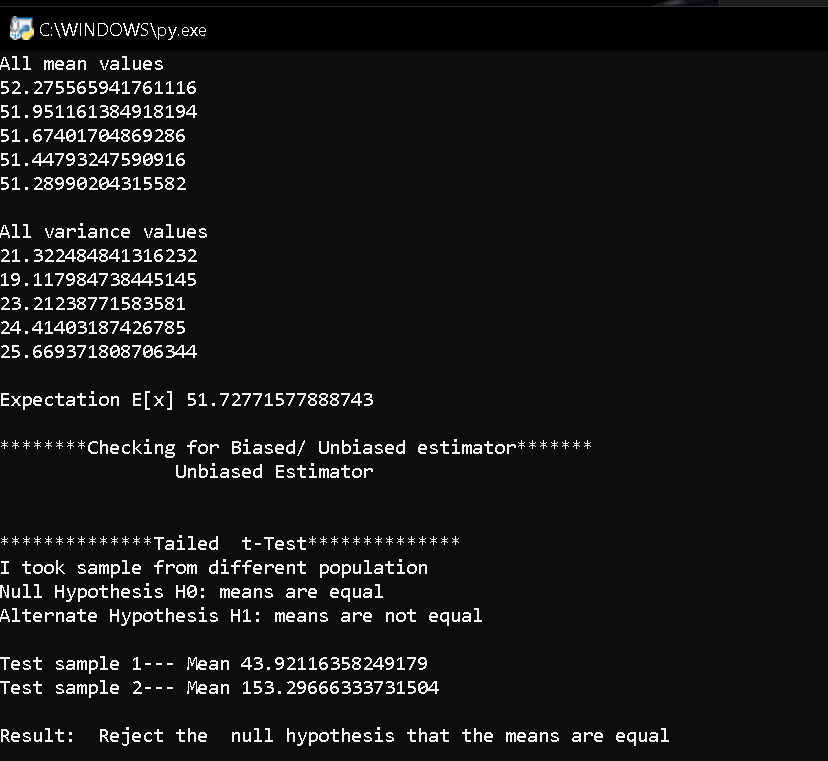 C:\WINDOWS\py.exe
All mean values
52.275565941761116
51.951161384918194
51.67401704869286
51.44793247590916
51.28990204315582
All variance values
21.322484841316232
19.117984738445145
23.21238771583581
24.41403187426785
25.669371808706344
Expectation E[x] 51.72771577888743
********Checking for Biased/ Unbiased estimator*******
Unbiased Estimator
**************Tailed  t-Test**************
I took sample from different population
Null Hypothesis H0: means are equal
Alternate Hypothesis H1: means are not equal
Test sample 1--- Mean 43.92116358249179
Test sample 2--- Mean 153.29666333731504
Result:  Reject the  null hypothesis that the means are equal